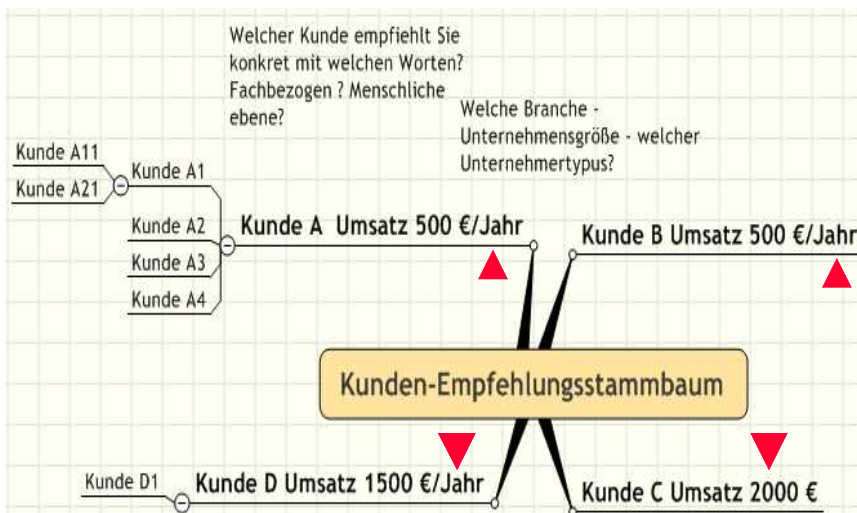 Welcher Kunde empfiehlt Sie
konkret mit welchen Worten?
Fachbezogen ? Menschliche
ebene?
Welche Branche -
Unternehmensgröße - welcher
Unternehmertypus?
Kunde A11
Kunde A21
Kunde A1
Kunde A2
Kunde A3
Kunde A4
Kunde A Umsatz 500 €/Jahr
Kunde B Umsatz 500 €/Jahr
Kunden-Empfehlungsstammbaum
Kunde D1
Kunde D Umsatz 1500 €/Jahr
Kunde C Umsatz 2000 €